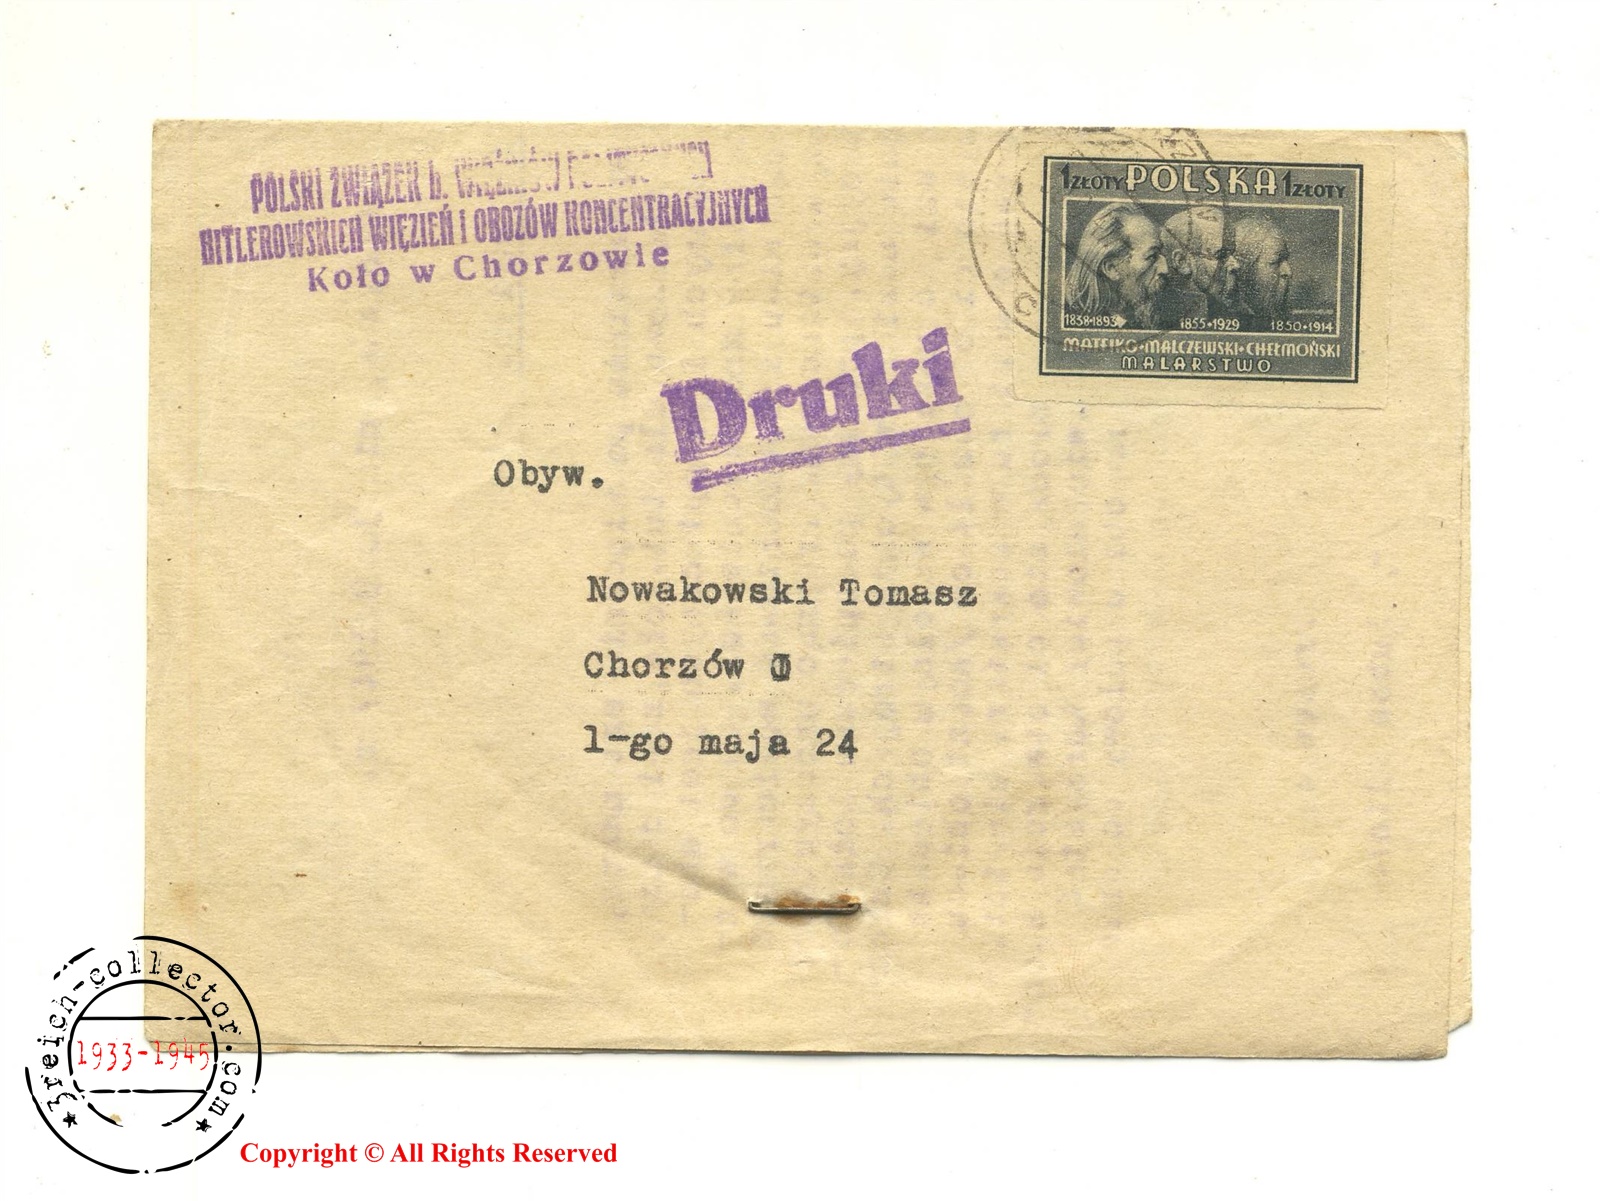 POLSKI ZWIĄZEK b. WIĘŹNIÓW POLITYCZNYCH
HITLEROWSKICH WIĘZIEŃ I OBOZÓW KONCENTRACYJNYCH
Koło w Chorzowie
1 ZŁOTY POLSKA 1 ZŁOTY
1838•1893 1855•1929 1850•1914
MATEJKO•MALCZEWSKI•CHEŁMOŃSKI
MALARSTWO
Druki
Obyw.
Nowakowski Tomasz
Chorzów I
1-go maja 24
3reich-collector.com
1933-1945
Copyright © All Rights Reserved